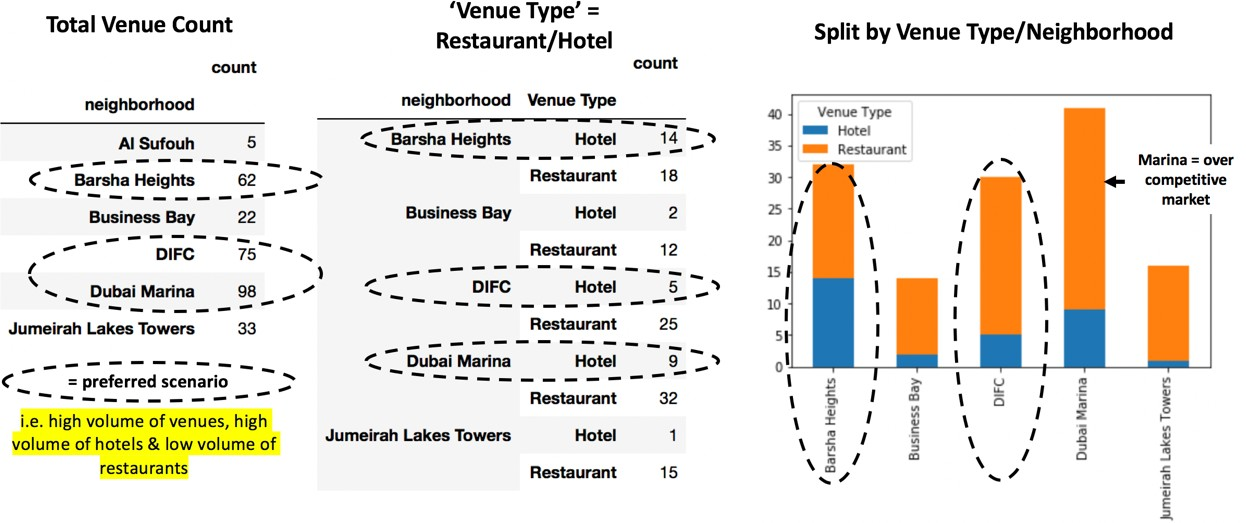 Total Venue Count
count
neighborhood
Al Sufouh 5
Barsha Heights 62
Business Bay 22
DIFC 75
Dubai Marina 98
Jumeirah Lakes Towers 33
= preferred scenario
i.e. high volume of venues, high
volume of hotels & low volume of
restaurants
‘Venue Type’ =
Restaurant/Hotel
count
neighborhood Venue Type
Barsha Heights Hotel 14
Restaurant 18
Business Bay Hotel 2
Restaurant 12
DIFC Hotel 5
Restaurant 25
Dubai Marina Hotel 9
Restaurant 32
Jumeirah Lakes Towers Hotel 1
Restaurant 15
Split by Venue Type/Neighborhood
Venue Type
Hotel
Restaurant
40
35
30
25
20
15
10
5
0
Marina = over
competitive
market
Barsha Heights
Business Bay
DIFC
Dubai Marina
Jumeirah Lakes Towers